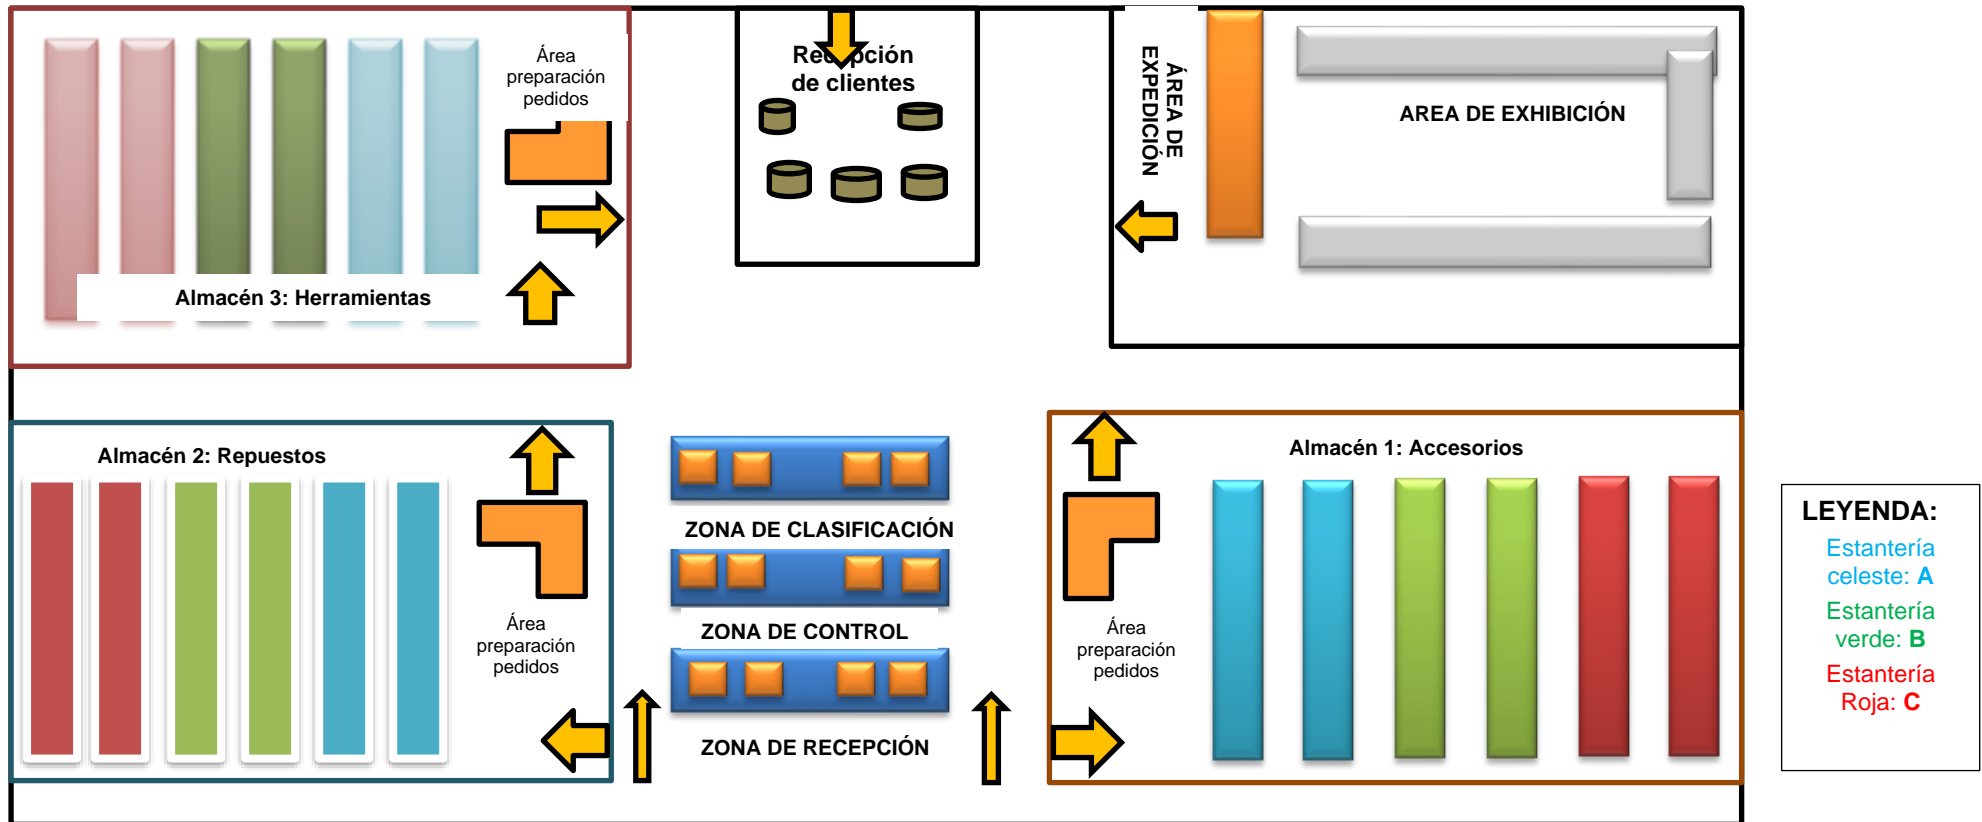 Área
preparación
pedidos
Recepción
de clientes
ÁREA DE
EXPEDICIÓN
AREA DE EXHIBICIÓN
Almacén 3: Herramientas
Almacén 2: Repuestos
Área
preparación
pedidos
ZONA DE CLASIFICACIÓN
ZONA DE CONTROL
ZONA DE RECEPCIÓN
Almacén 1: Accesorios
Área
preparación
pedidos
LEYENDA:
Estantería
celeste: A
Estantería
verde: B
Estantería
Roja: C